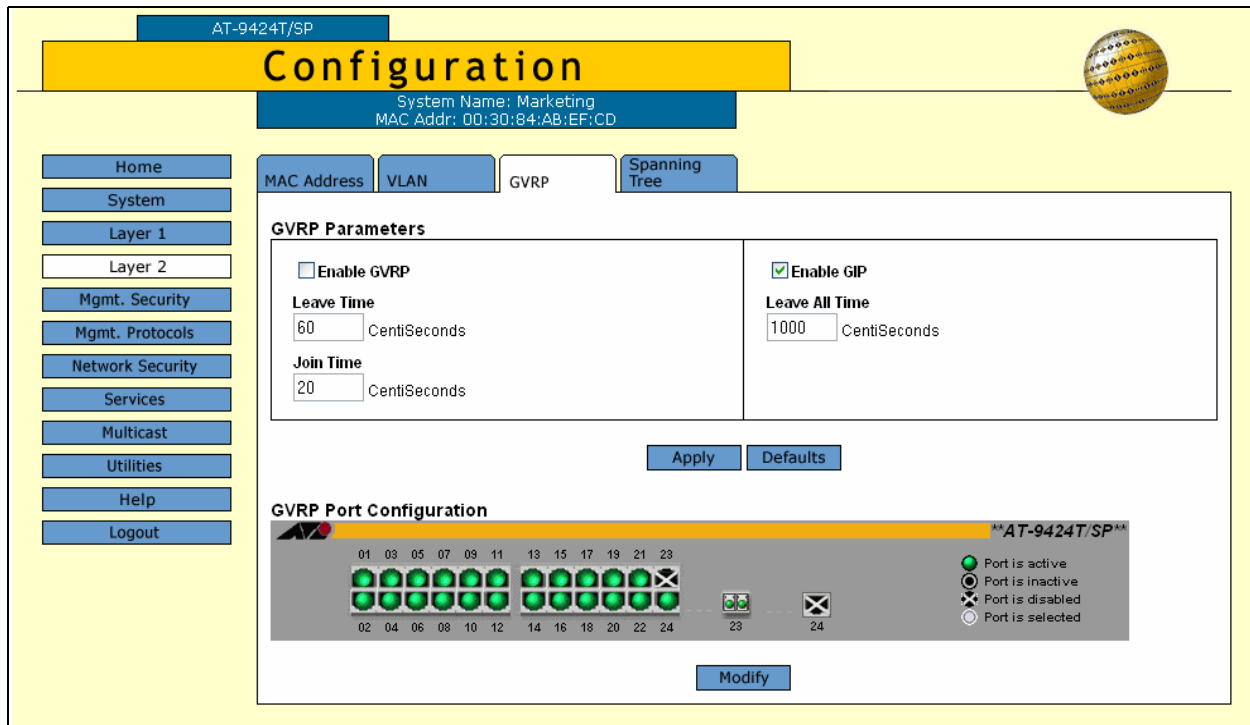 AT-9424T/SP
Configuration
System Name: Marketing
MAC Addr: 00:30:84:AB:EF:CD
Home
System
Layer 1
Layer 2
Mgmt. Security
Mgmt. Protocols
Network Security
Services
Multicast
Utilities
Help
Logout
MAC Address VLAN GVRP Spanning Tree
GVRP Parameters
Enable GVRP
Leave Time
60 CentiSeconds
Join Time
20 CentiSeconds
Enable GIP
Leave All Time
1000 CentiSeconds
Apply Defaults
GVRP Port Configuration
**AT-9424T/SP**
01 03 05 07 09 11 13 15 17 19 21 23
02 04 06 08 10 12 14 16 18 20 22 24 23 24
Port is active
Port is inactive
Port is disabled
Port is selected
Modify